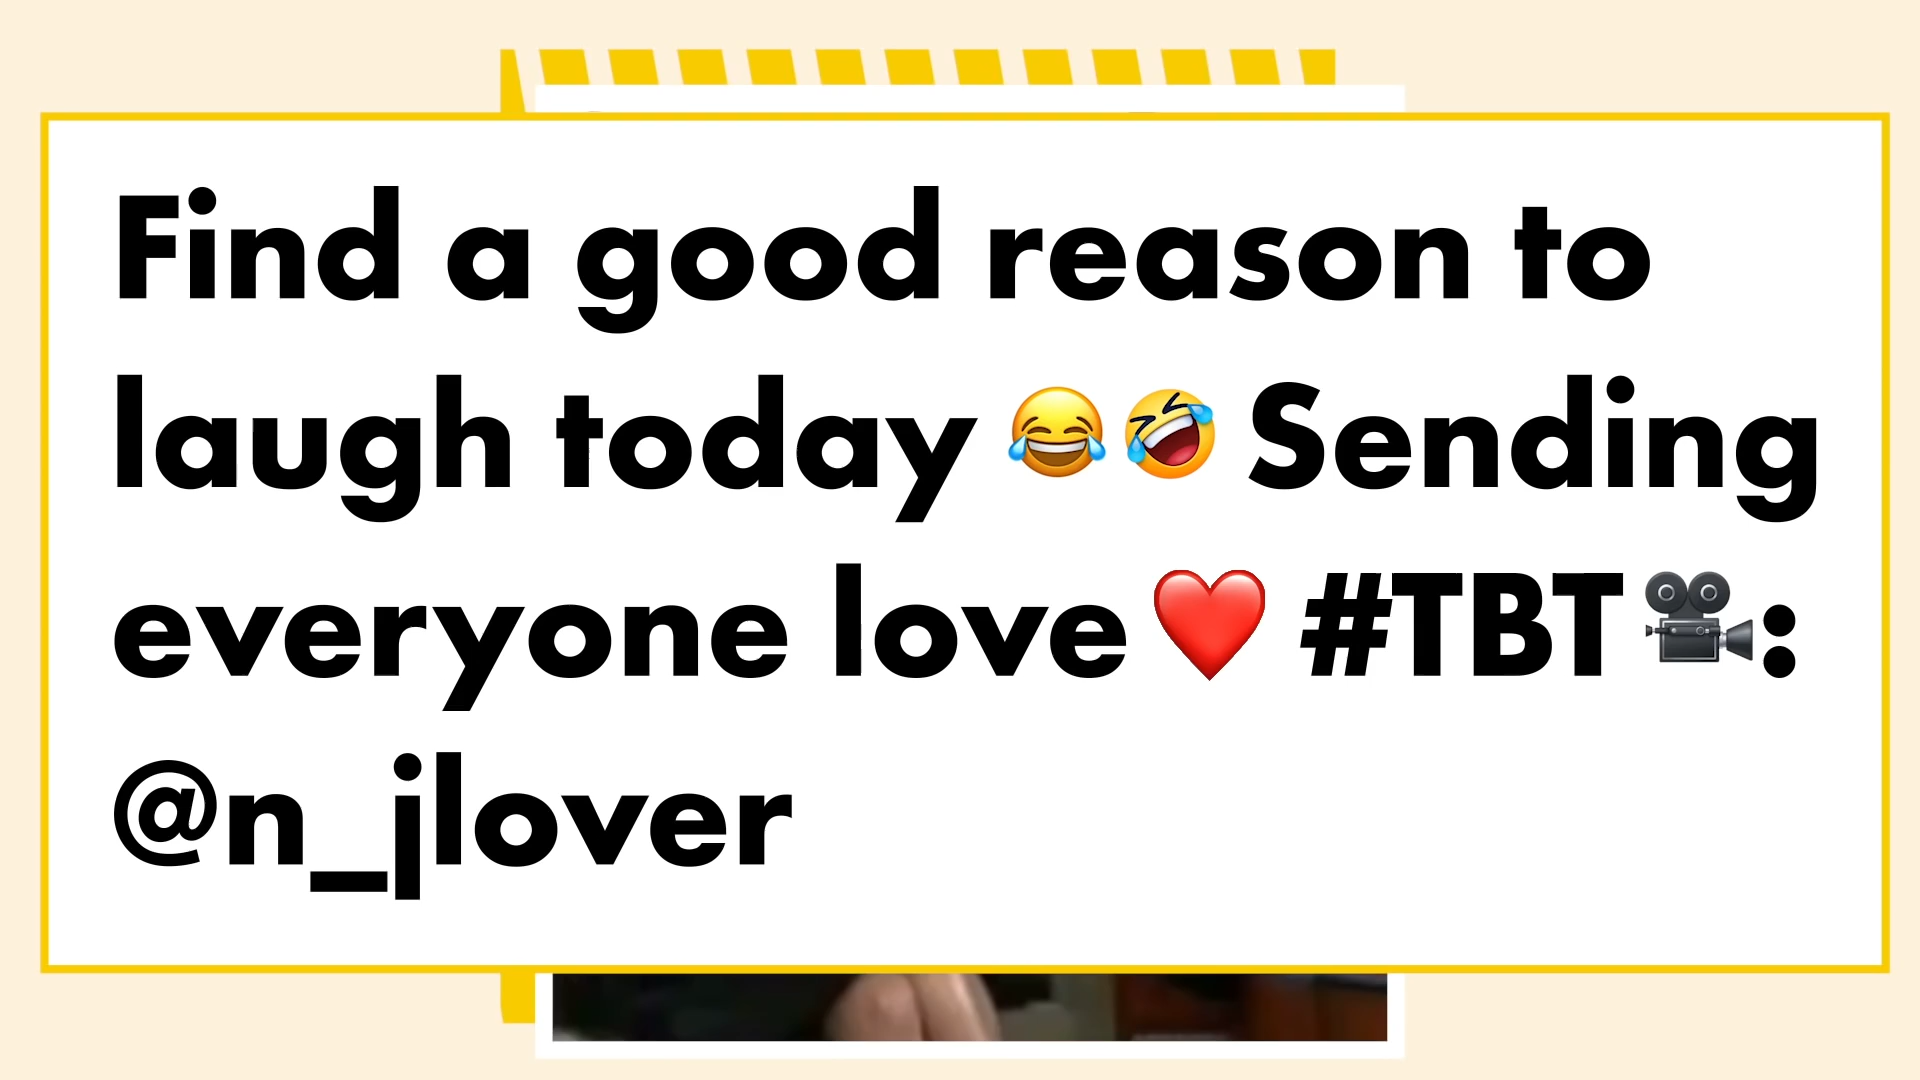 Find a good reason to
laugh today 😂🤣 Sending
everyone love ❤️ #TBT 🎥:
@n_jlover